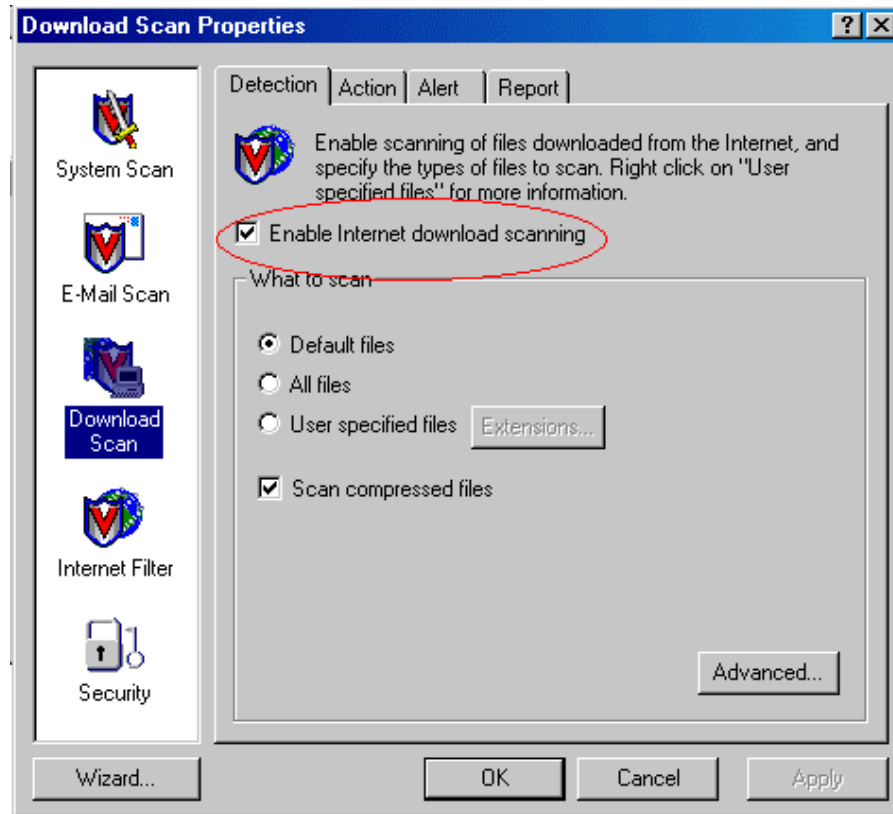 Download Scan Properties
System Scan
E-Mail Scan
Download
Scan
Internet Filter
Security
Detection
Action
Alert
Report
Enable scanning of files downloaded from the Internet, and
specify the types of files to scan. Right click on "User
specified files" for more information.
Enable Internet download scanning
What to scan
Default files
All files
User specified files
Extensions...
Scan compressed files
Advanced...
Wizard...
OK
Cancel
Apply